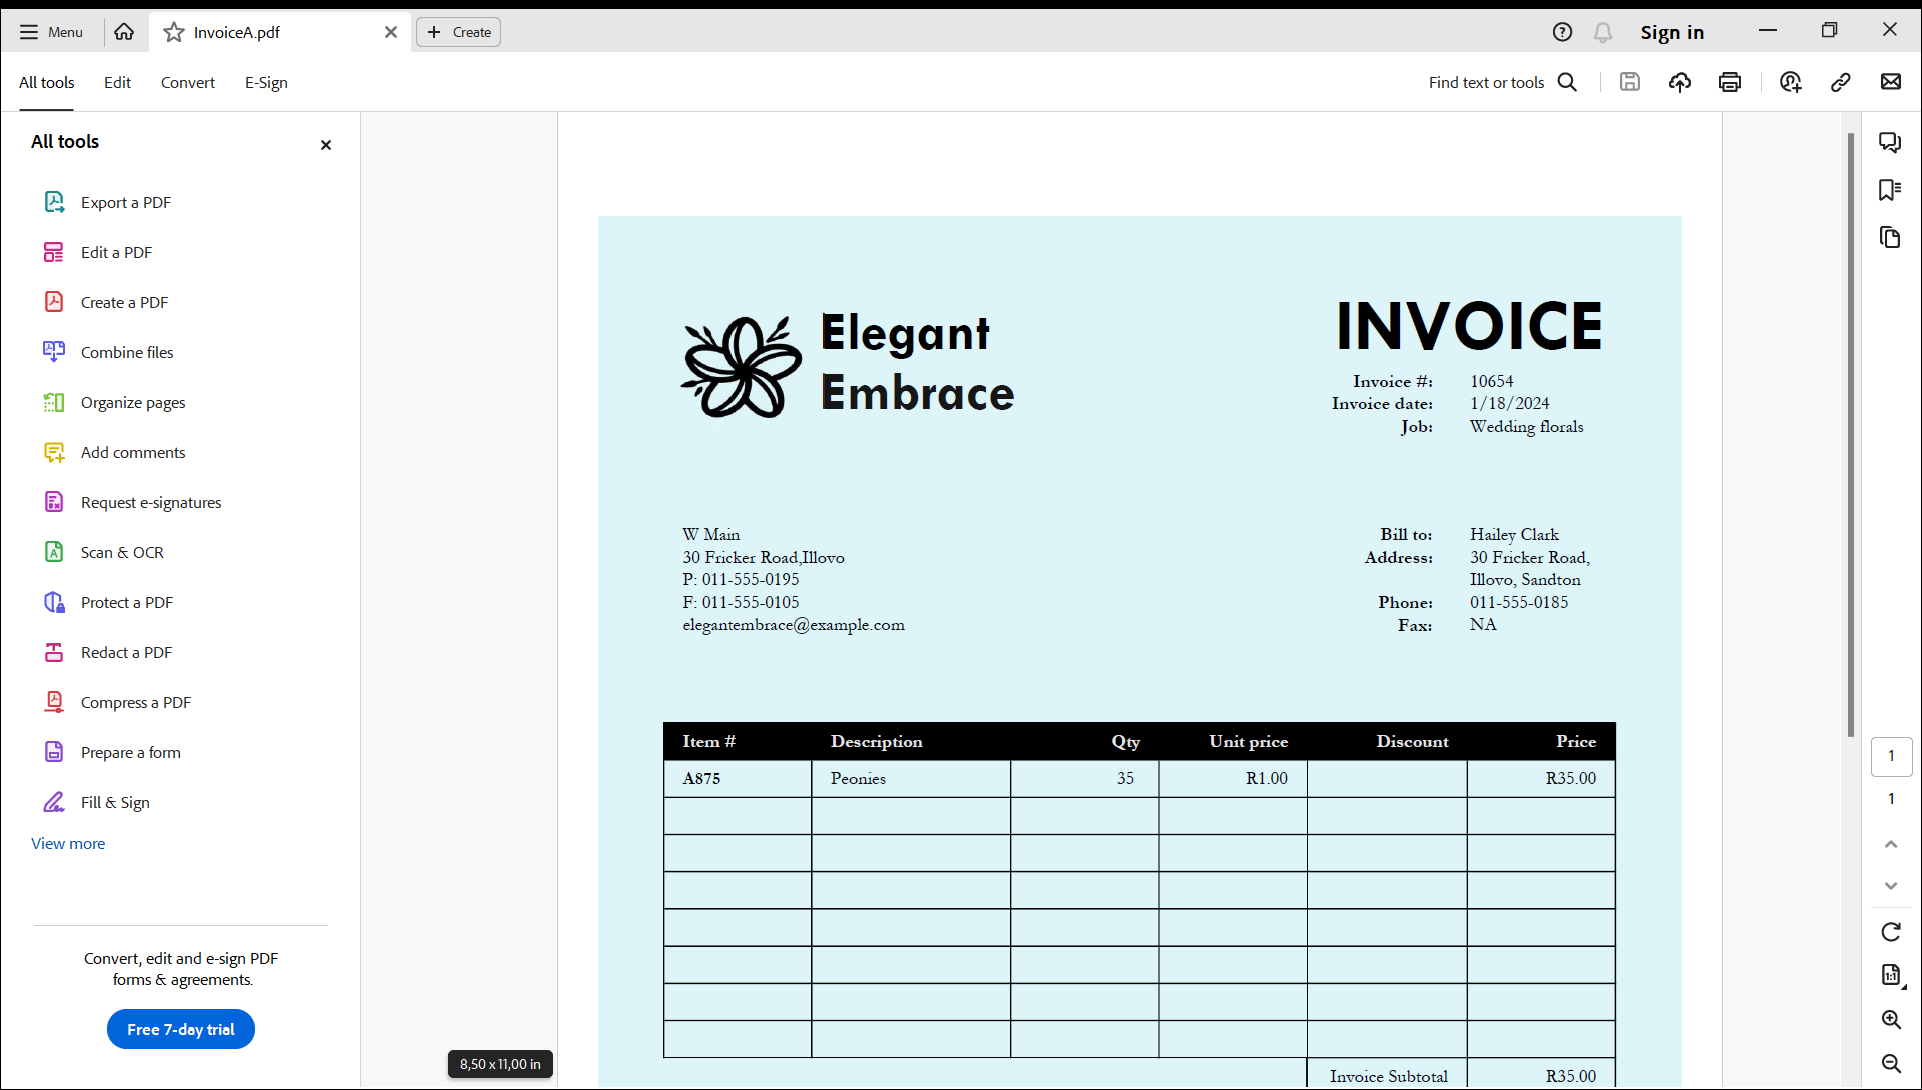 Menu
InvoiceA.pdf
Create
Sign in
All tools
Edit
Convert
E-Sign
Find text or tools
All tools
Export a PDF
Edit a PDF
Create a PDF
Combine files
Organize pages
Add comments
Request e-signatures
Scan & OCR
Protect a PDF
Redact a PDF
Compress a PDF
Prepare a form
Fill & Sign
View more
Convert, edit and e-sign PDF
forms & agreements.
Free 7-day trial
8,50 x 11,00 in
Elegant
Embrace
INVOICE
Invoice #: 10654
Invoice date: 1/18/2024
Job: Wedding florals
W Main
30 Fricker Road,Illovo
P: 011-555-0195
F: 011-555-0105
elegantembrace@example.com
Bill to: Hailey Clark
Address: 30 Fricker Road,
Illovo, Sandton
Phone: 011-555-0185
Fax: NA
Item # Description Qty Unit price Discount Price
A875 Peonies 35 R1.00 R35.00
Invoice Subtotal R35.00
1
1
1:1